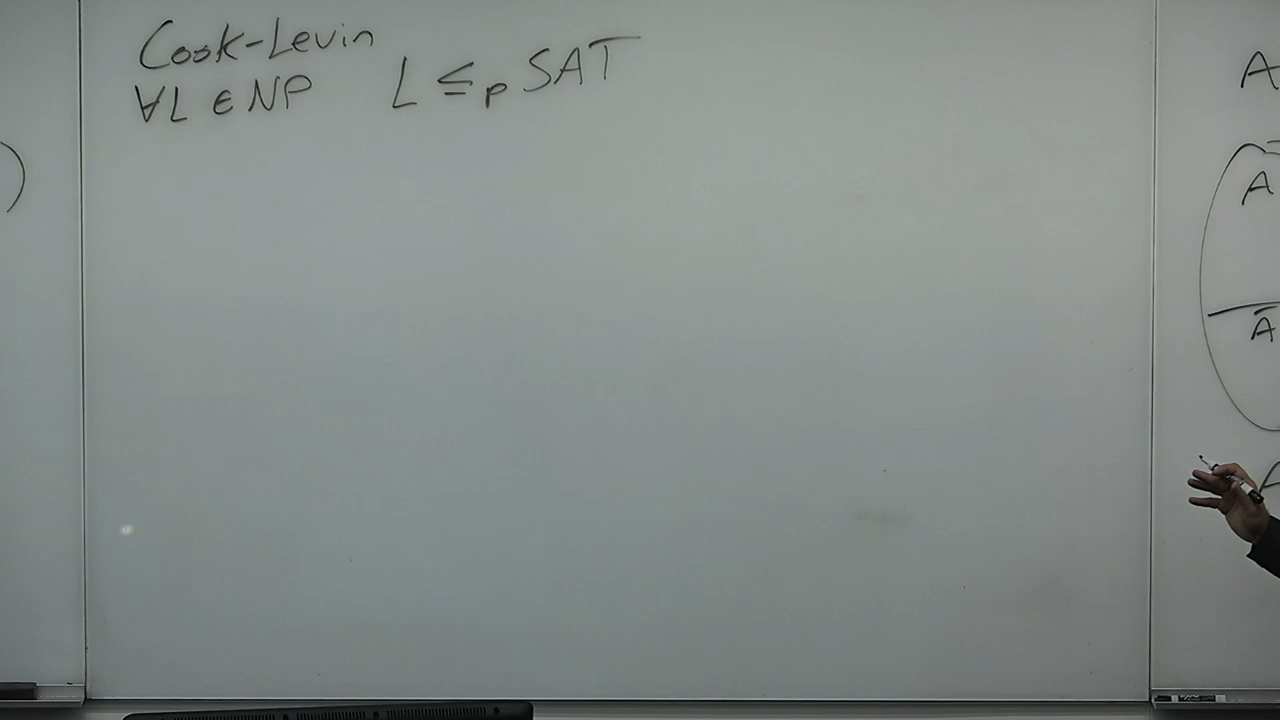 Cook-Levin
∀L ∈ NP L ≤p SAT
)
A
A
A̅